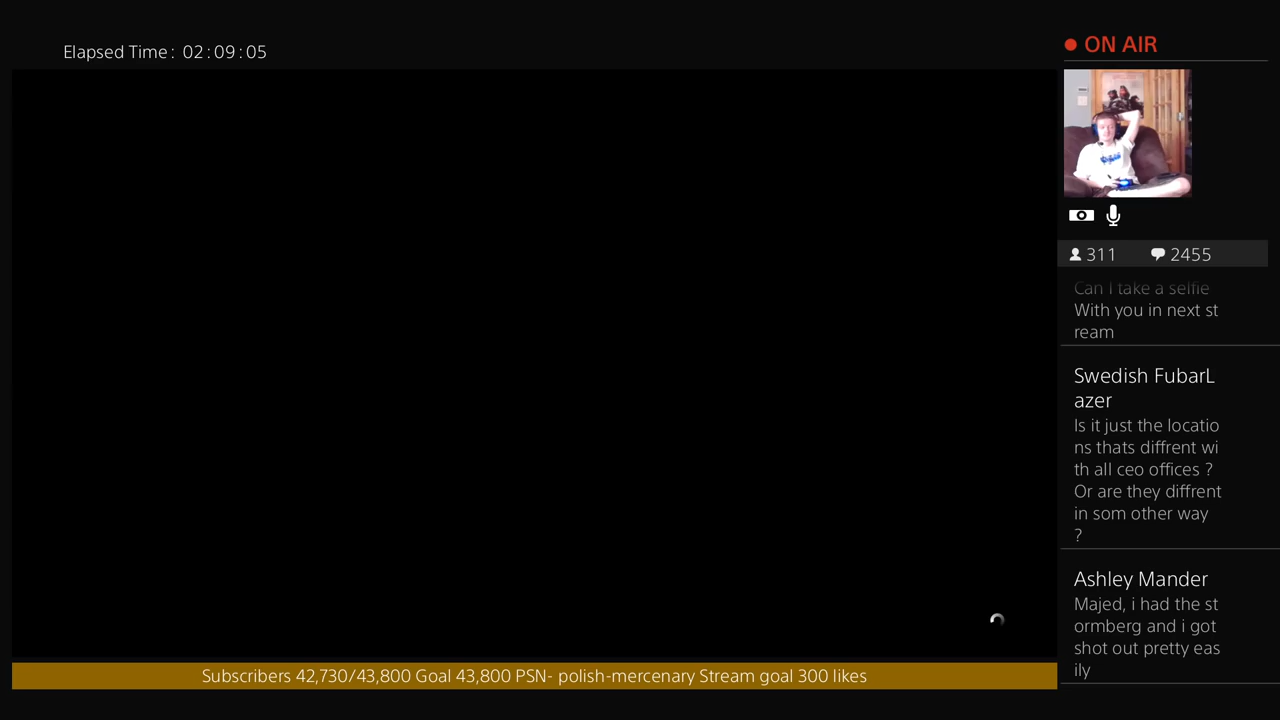 Elapsed Time: 02:09:05
ON AIR
311 2455
Can I take a selfie
With you in next st
ream
Swedish FubarL
azer
Is it just the locatio
ns thats diffrent wi
th all ceo offices ?
Or are they diffrent
in som other way
?
Ashley Mander
Majed, i had the st
ormberg and i got
shot out pretty eas
ily
Subscribers 42,730/43,800 Goal 43,800 PSN- polish-mercenary Stream goal 300 likes